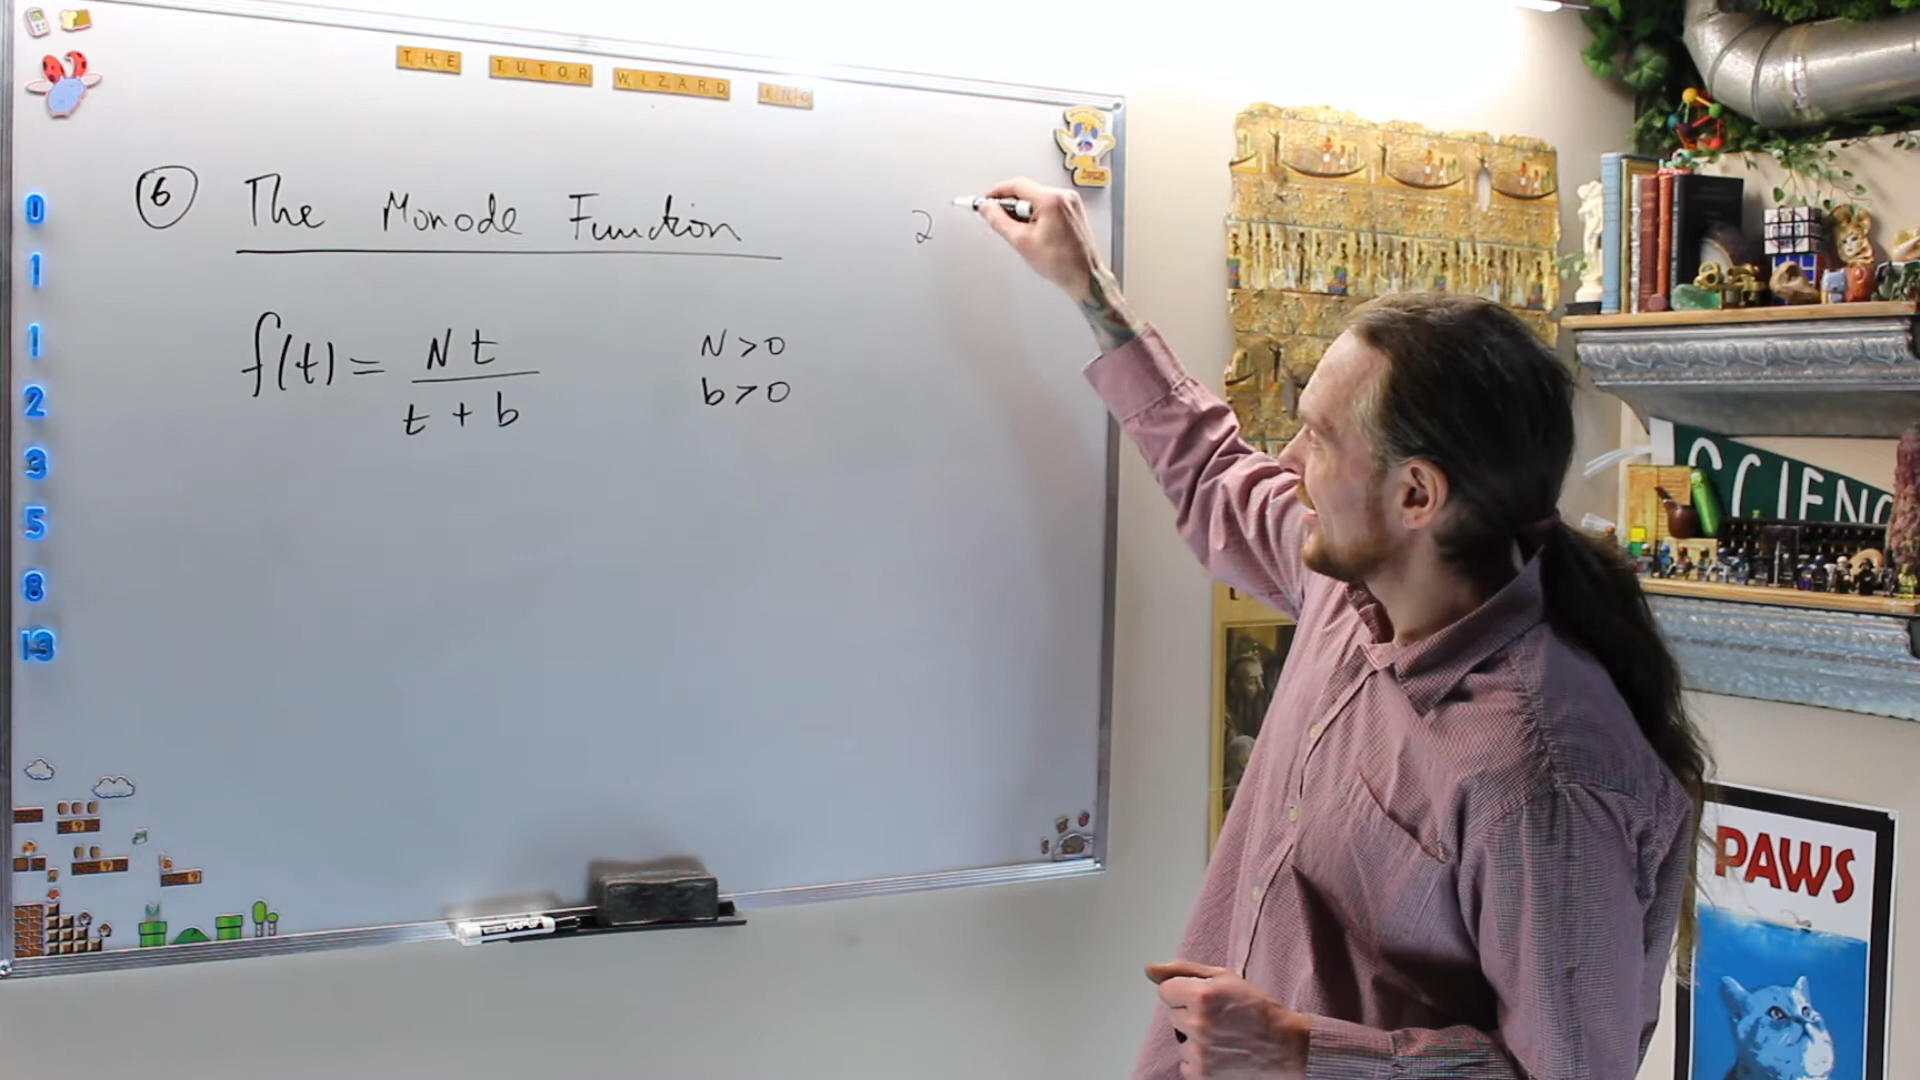 THE TUTOR WIZARD INC
⑥ The Monode Function
2
f(t) = Nt / t + b
N > 0
b > 0
0
1
1
2
3
5
8
13
SCIENC
PAWS